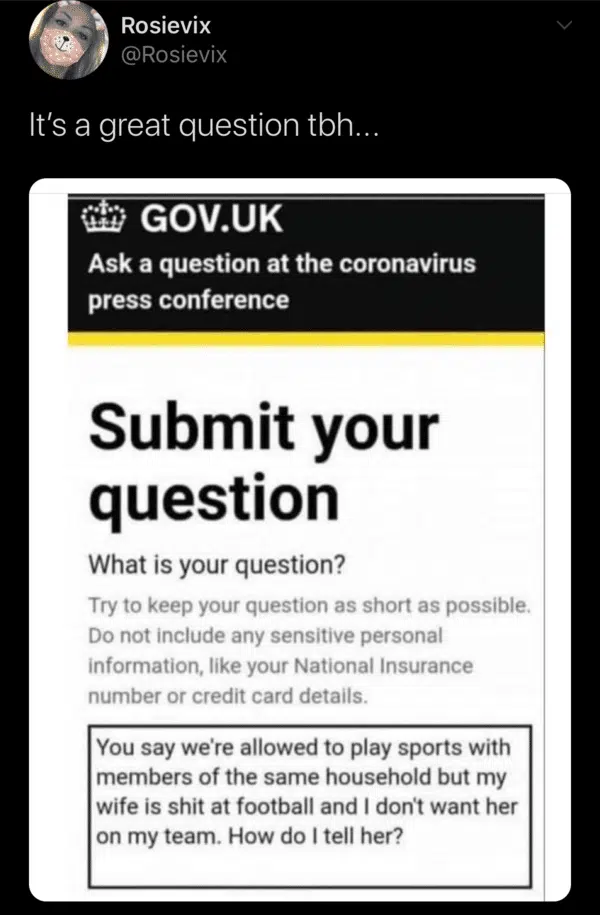 Rosievix
@Rosievix
It's a great question tbh...
GOV.UK
Ask a question at the coronavirus
press conference
Submit your
question
What is your question?
Try to keep your question as short as possible.
Do not include any sensitive personal
information, like your National Insurance
number or credit card details.
You say we're allowed to play sports with
members of the same household but my
wife is shit at football and I don't want her
on my team. How do I tell her?